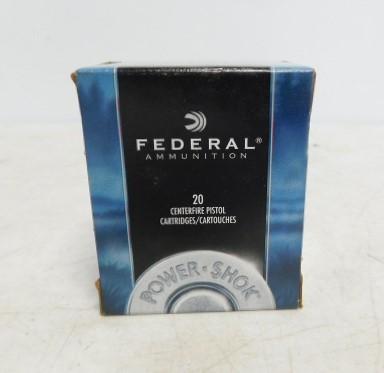 FEDERAL®
AMMUNITION
20
CENTERFIRE PISTOL
CARTRIDGES/CARTOUCHES
POWER·SHOK